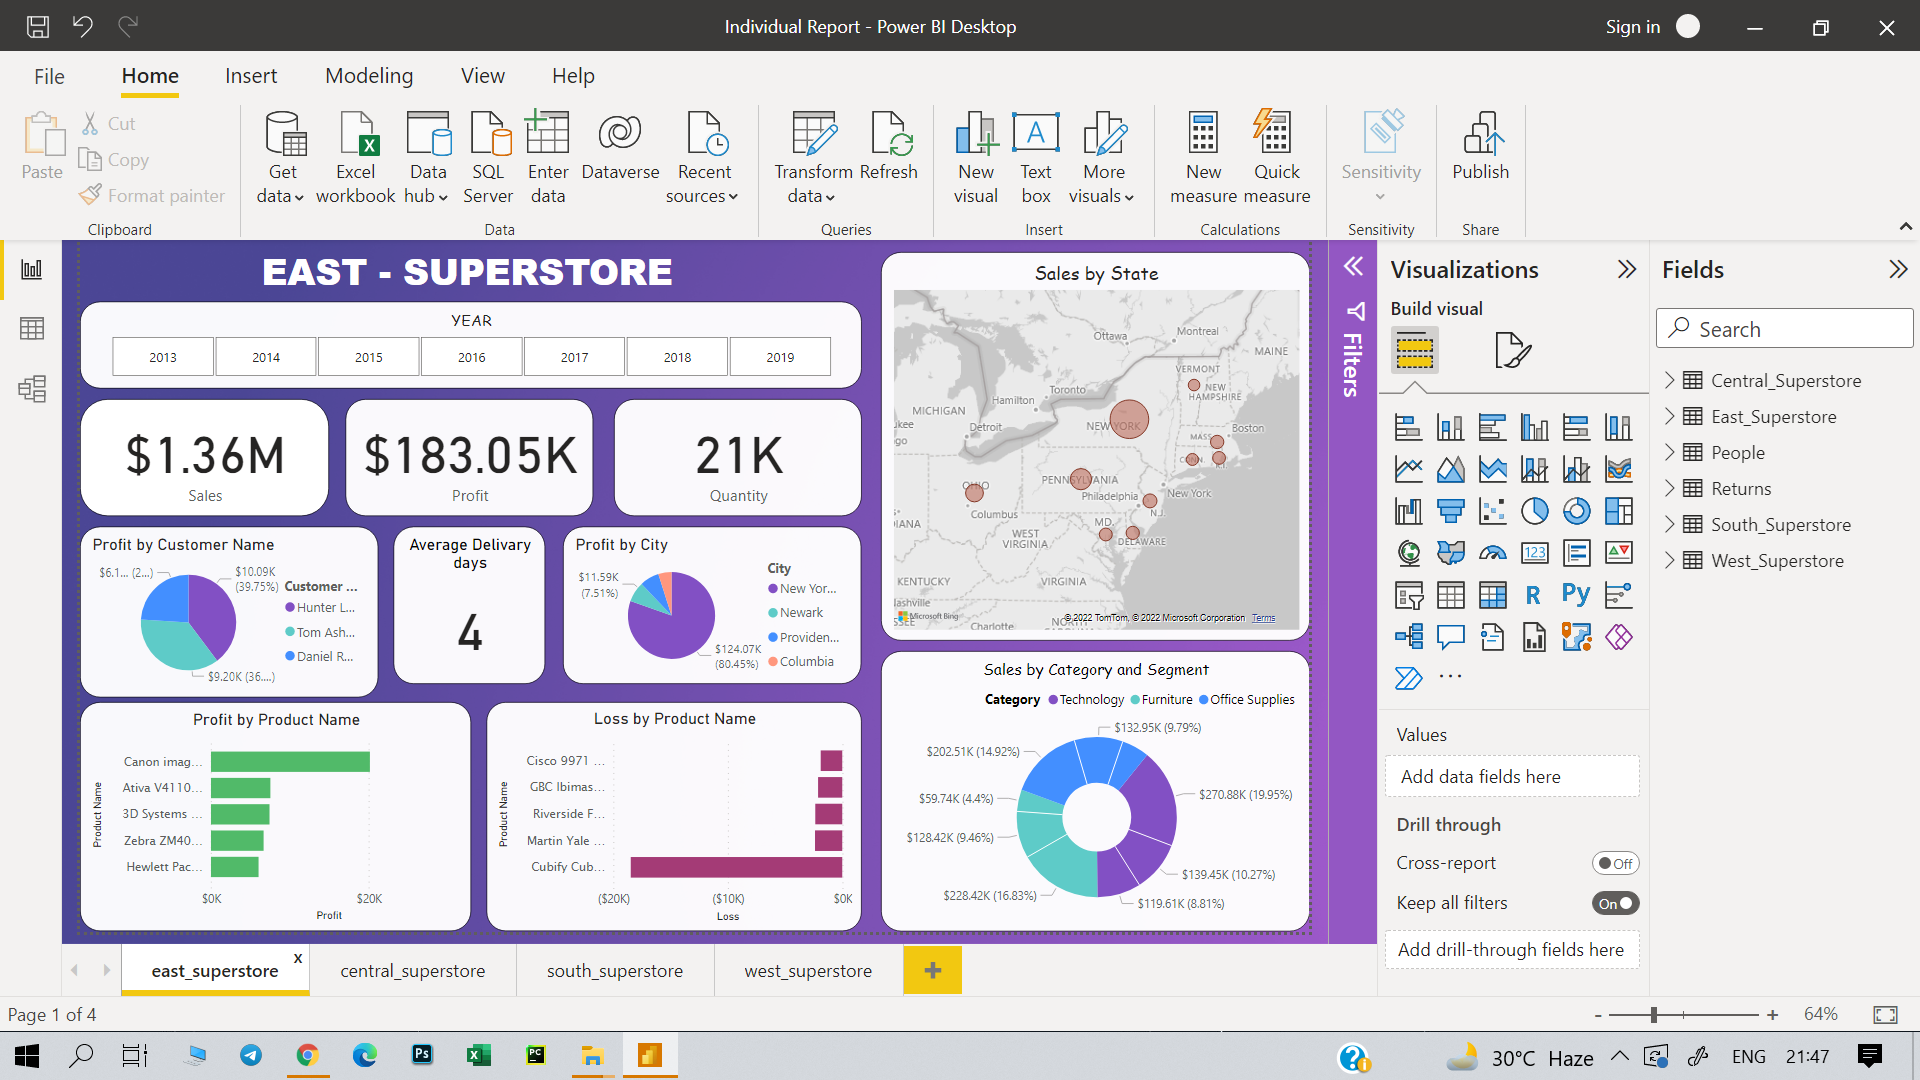 Individual Report - Power BI Desktop
Sign in
File Home Insert Modeling View Help
Paste
Cut
Copy
Format painter
Clipboard
Get data
Excel workbook
Data hub
SQL Server
Enter data
Dataverse
Recent sources
Data
Transform data
Refresh
Queries
New visual
Text box
More visuals
Insert
New measure
Quick measure
Calculations
Sensitivity
Sensitivity
Publish
Share
EAST - SUPERSTORE
YEAR
2013 2014 2015 2016 2017 2018 2019
$1.36M
Sales
$183.05K
Profit
21K
Quantity
Profit by Customer Name
$6.1... (2...)
$10.09K
(39.75%)
$9.20K (36....)
Customer ...
Hunter L...
Tom Ash...
Daniel R...
Average Delivary
days
4
Profit by City
$11.59K
(7.51%)
$124.07K
(80.45%)
City
New Yor...
Newark
Providen...
Columbia
Profit by Product Name
Product Name
Canon imag...
Ativa V4110...
3D Systems ...
Zebra ZM40...
Hewlett Pac...
$0K $20K
Profit
Loss by Product Name
Product Name
Cisco 9971 ...
GBC Ibimas...
Riverside F...
Martin Yale ...
Cubify Cub...
($20K) ($10K) $0K
Loss
Sales by State
Ottawa
Montreal
MAINE
VERMONT
Toronto
NEW
HAMPSHIRE
Hamilton
MICHIGAN
Detroit
NEW YORK
Boston
MASS
CONN.
R.I.
PENNSYLVANIA
OHIO
Philadelphia
New York
N.J.
Columbus
MD.
DELAWARE
WEST
VIRGINIA
KENTUCKY
VIRGINIA
Charlotte
Microsoft Bing
© 2022 TomTom, © 2022 Microsoft Corporation Terms
Sales by Category and Segment
Category Technology Furniture Office Supplies
$132.95K (9.79%)
$202.51K (14.92%)
$59.74K (4.4%)
$270.88K (19.95%)
$128.42K (9.46%)
$139.45K (10.27%)
$228.42K (16.83%)
$119.61K (8.81%)
Filters
Visualizations
Build visual
123
R
Py
...
Values
Add data fields here
Drill through
Cross-report
Off
Keep all filters
On
Add drill-through fields here
Fields
Search
Central_Superstore
East_Superstore
People
Returns
South_Superstore
West_Superstore
east_superstore x
central_superstore
south_superstore
west_superstore
+
Page 1 of 4
- + 64%
Ps
PC
30°C Haze
ENG
21:47